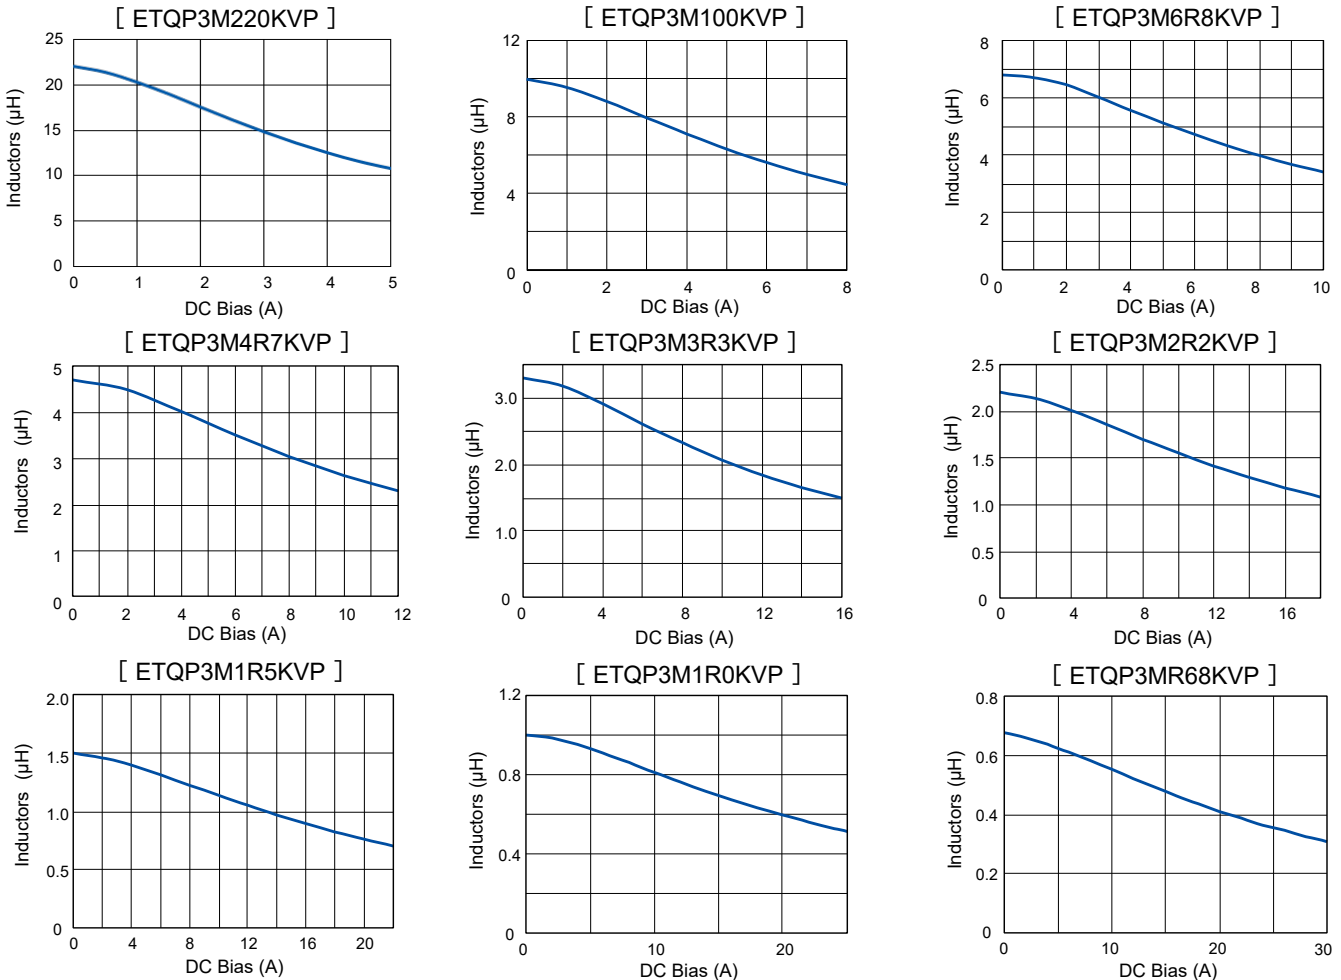 [ ETQP3M220KVP ]
25
20
15
10
5
0
Inductors (μH)
0 1 2 3 4 5
DC Bias (A)
[ ETQP3M100KVP ]
12
8
4
0
Inductors (μH)
0 2 4 6 8
DC Bias (A)
[ ETQP3M6R8KVP ]
8
6
4
2
0
Inductors (μH)
0 2 4 6 8 10
DC Bias (A)
[ ETQP3M4R7KVP ]
5
4
3
2
1
0
Inductors (μH)
0 2 4 6 8 10 12
DC Bias (A)
[ ETQP3M3R3KVP ]
3.0
2.0
1.0
0
Inductors (μH)
0 4 8 12 16
DC Bias (A)
[ ETQP3M2R2KVP ]
2.5
2.0
1.5
1.0
0.5
0
Inductors (μH)
0 4 8 12 16
DC Bias (A)
[ ETQP3M1R5KVP ]
2.0
1.5
1.0
0.5
0
Inductors (μH)
0 4 8 12 16 20
DC Bias (A)
[ ETQP3M1R0KVP ]
1.2
0.8
0.4
0
Inductors (μH)
0 10 20
DC Bias (A)
[ ETQP3MR68KVP ]
0.8
0.6
0.4
0.2
0
Inductors (μH)
0 10 20 30
DC Bias (A)